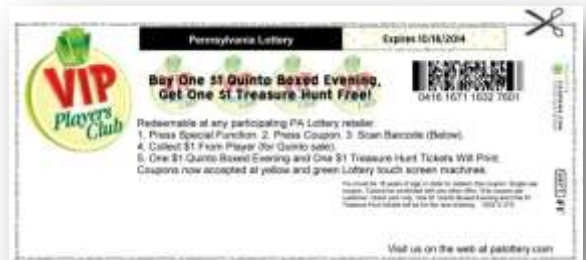 Pennsylvania Lottery
Expires 10/16/2014
VIP
Players
Club
Buy One $1 Quinto Boxed Evening,
Get One $1 Treasure Hunt Free!
0416 1671 1632 7601
Redeemable at any participating PA Lottery retailer.
1. Press Special Function. 2. Press Coupon. 3. Scan Barcode (Below).
4. Collect $1 From Player (for Quinto sale).
5. One $1 Quinto Boxed Evening and One $1 Treasure Hunt Tickets Will Print.
Coupons now accepted at yellow and green Lottery touch screen machines.
Visit us on the web at palottery.com